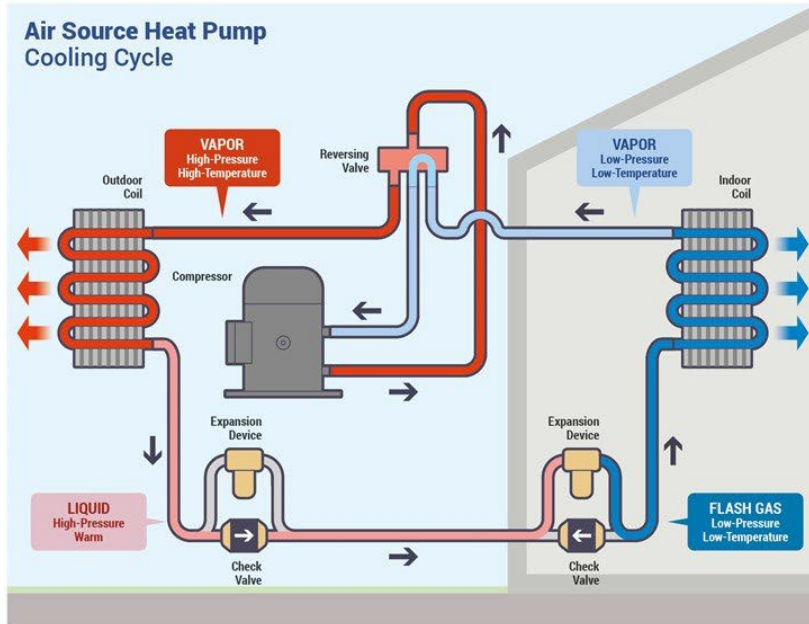 Air Source Heat Pump
Cooling Cycle
VAPOR
High-Pressure
High-Temperature
Reversing
Valve
VAPOR
Low-Pressure
Low-Temperature
Outdoor
Coil
Indoor
Coil
Compressor
Expansion
Device
Expansion
Device
LIQUID
High-Pressure
Warm
FLASH GAS
Low-Pressure
Low-Temperature
Check
Valve
Check
Valve